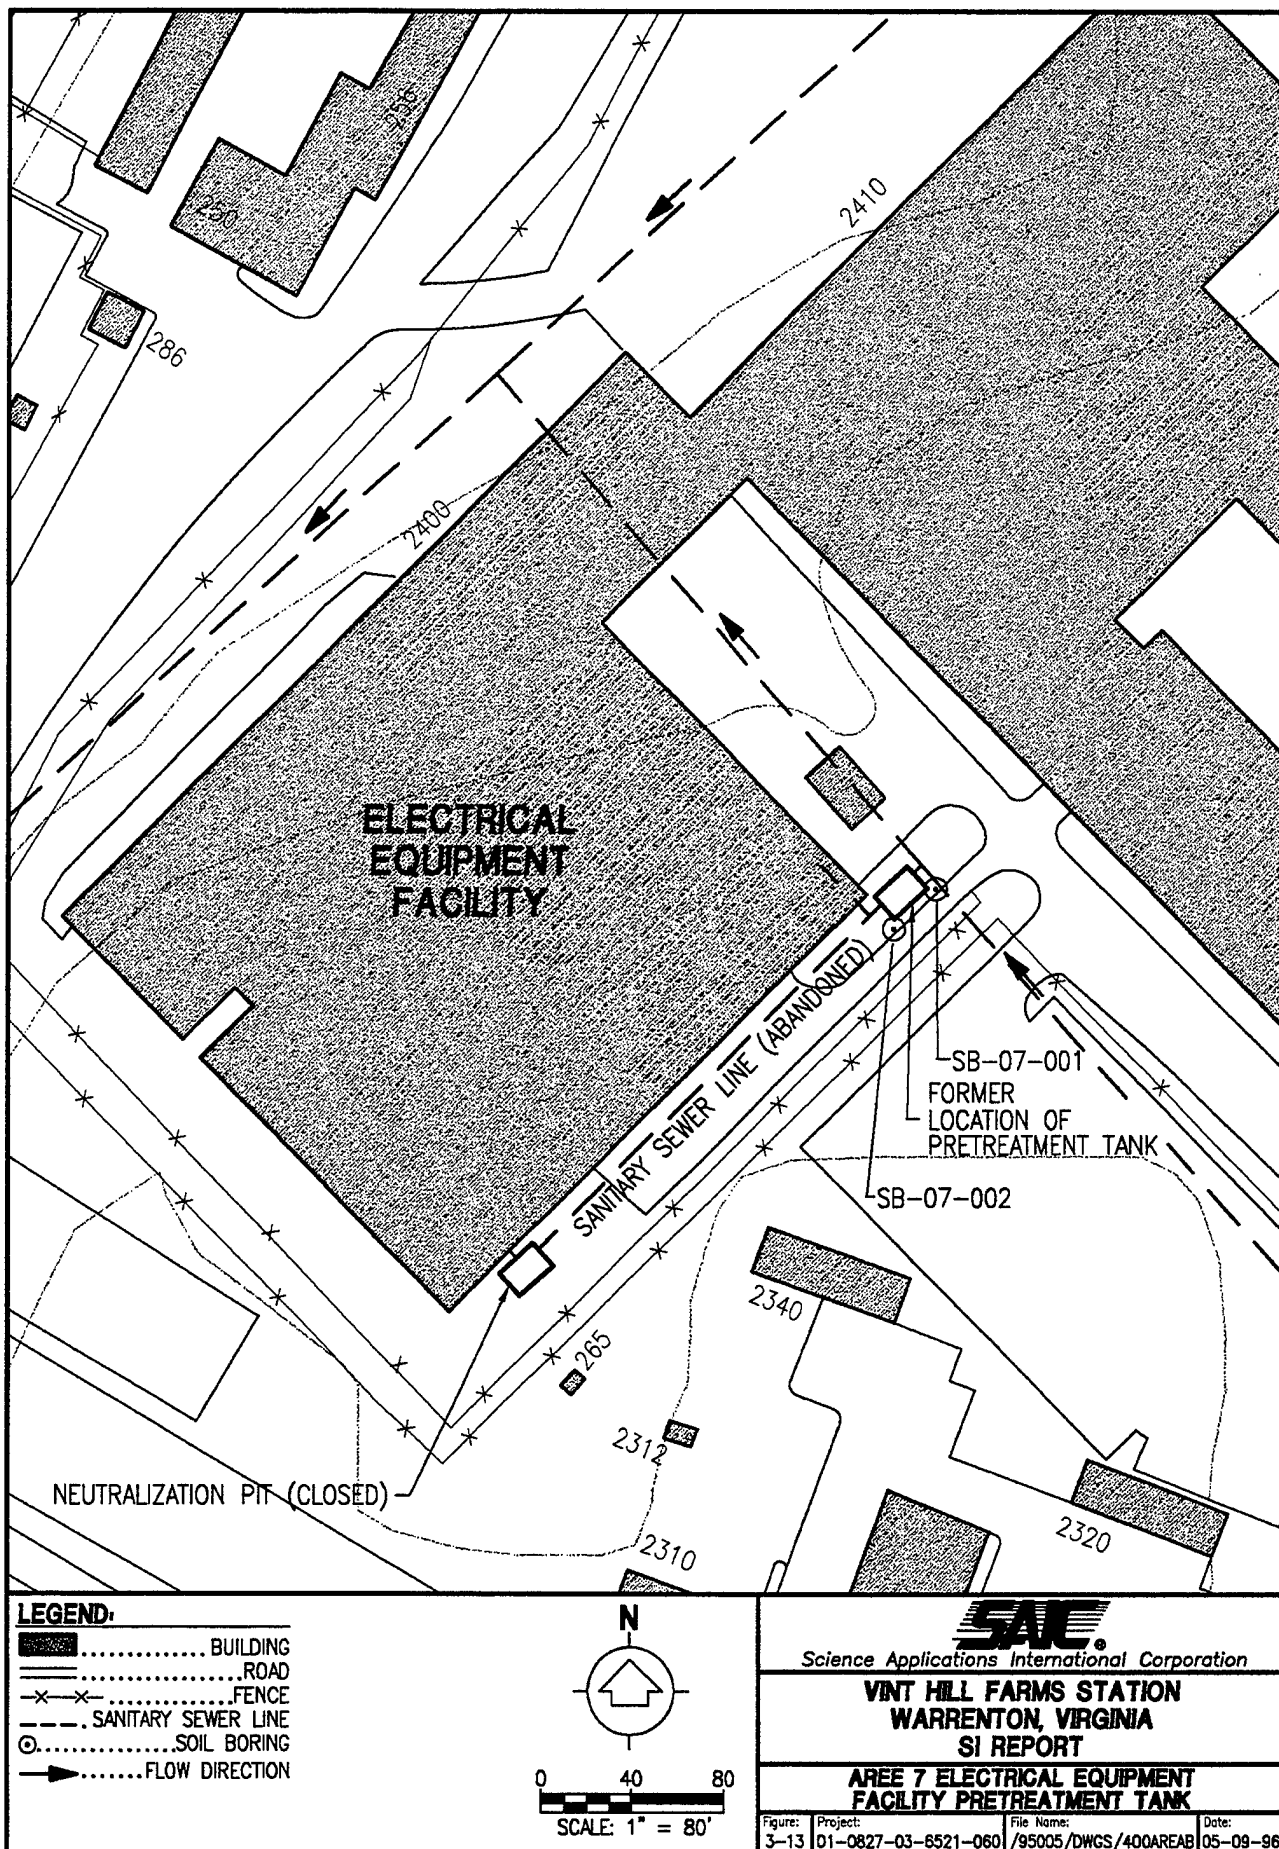 256
250
2410
286
2400
ELECTRICAL
EQUIPMENT
FACILITY
SANITARY SEWER LINE (ABANDONED)
SB-07-001
FORMER
LOCATION OF
PRETREATMENT TANK
SB-07-002
2340
265
2312
NEUTRALIZATION PIT (CLOSED)
2310
2320
LEGEND:
BUILDING
ROAD
FENCE
SANITARY SEWER LINE
SOIL BORING
FLOW DIRECTION
N
0 40 80
SCALE: 1" = 80'
SAIC®
Science Applications International Corporation
VINT HILL FARMS STATION
WARRENTON, VIRGINIA
SI REPORT
AREE 7 ELECTRICAL EQUIPMENT
FACILITY PRETREATMENT TANK
Figure: Project: File Name: Date:
3-13 01-0827-03-6521-060 /95005/DWGS/400AREAB 05-09-96